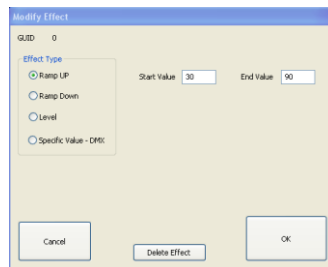 Modify Effect
GUID 0
Effect Type
Ramp UP
Start Value 30 End Value 90
Ramp Down
Level
Specific Value - DMX
Cancel
Delete Effect
OK